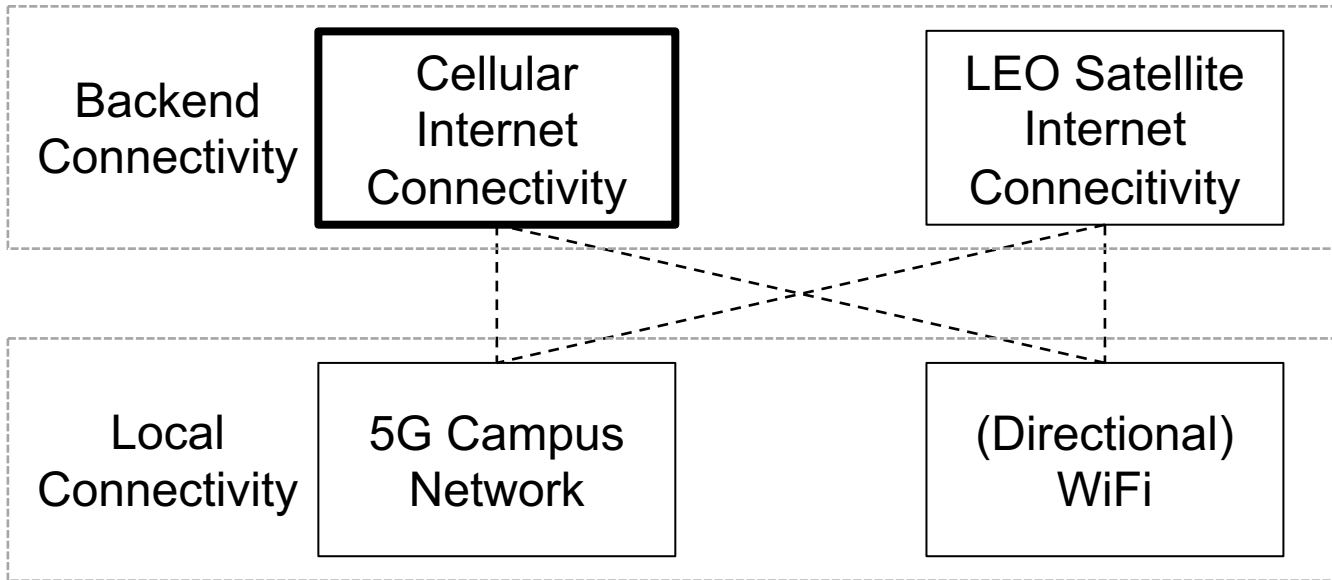 Backend
Connectivity
Cellular
Internet
Connectivity
LEO Satellite
Internet
Connecitivity
Local
Connectivity
5G Campus
Network
(Directional)
WiFi